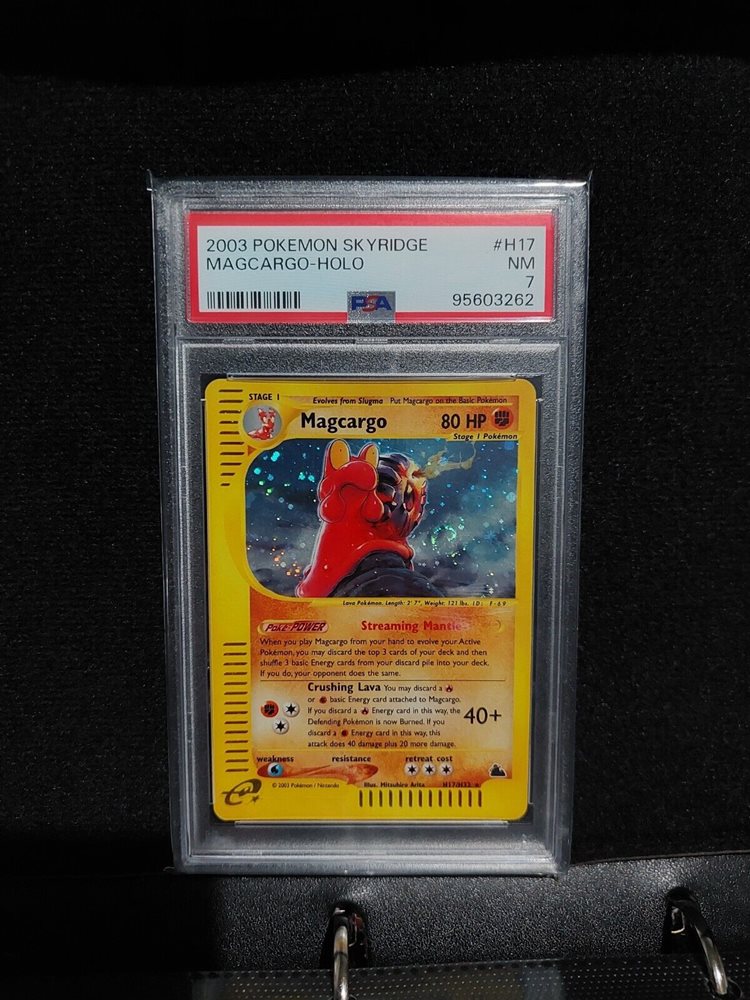 2003 POKEMON SKYRIDGE #H17
MAGCARGO-HOLO NM
7
PSA 95603262
STAGE 1 Evolves from Slugma Put Magcargo on the Basic Pokémon
Magcargo 80 HP
Stage 1 Pokémon
Lava Pokémon. Length: 2' 7", Weight: 121 lbs. ID: F-69
Poké-POWER Streaming Mantle
When you play Magcargo from your hand to evolve your Active
Pokémon, you may discard the top 3 cards of your deck and then
shuffle 3 basic Energy cards from your discard pile into your deck.
If you do, your opponent does the same.
Crushing Lava You may discard a
or basic Energy card attached to Magcargo.
If you discard a Energy card in this way, the
Defending Pokémon is now Burned. If you
discard a Energy card in this way, this
attack does 40 damage plus 20 more damage.
40+
weakness resistance retreat cost
e
© 2003 Pokémon / Nintendo Illus. Mitsuhiro Arita H17/H32